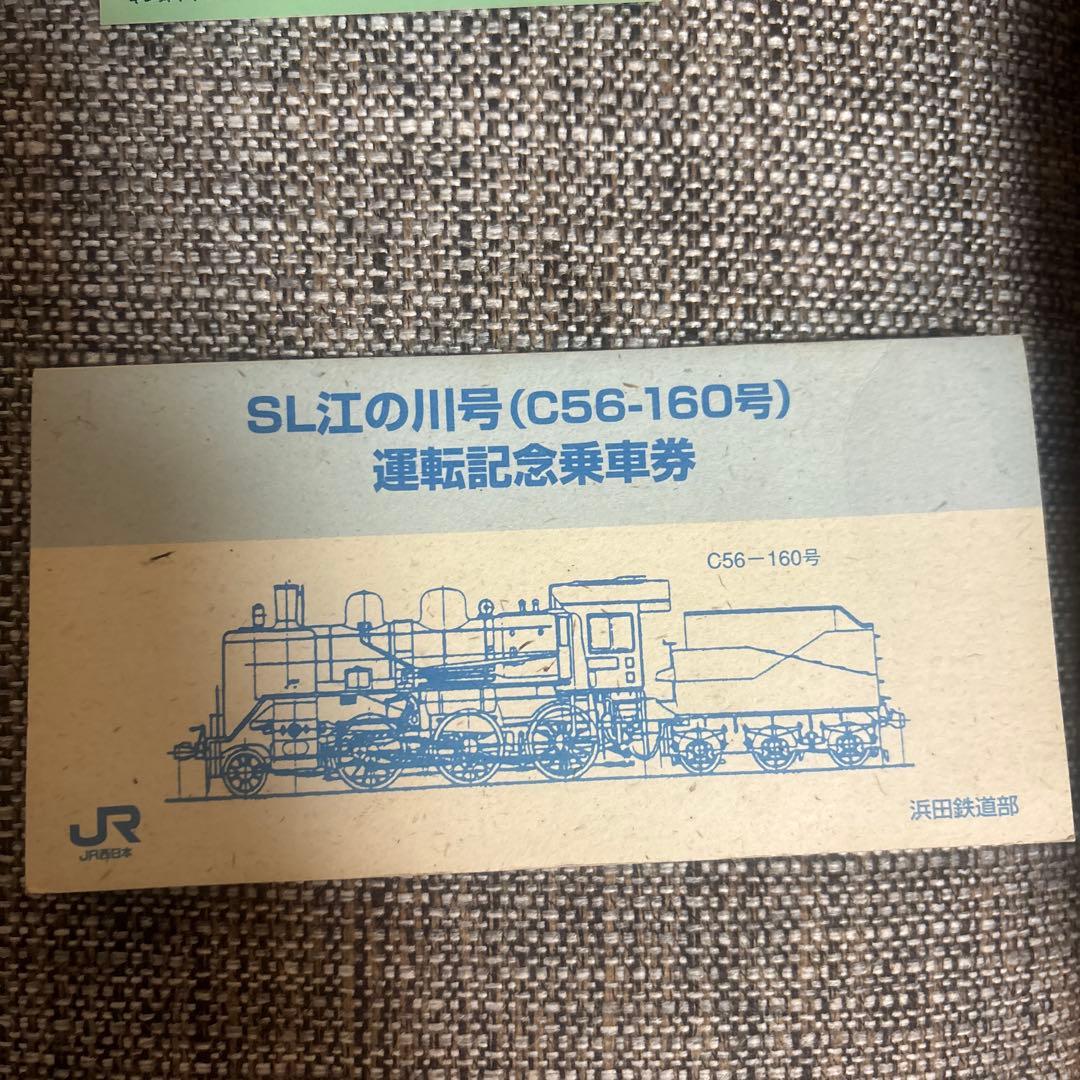 SL江の川号(C56-160号)
運転記念乗車券
C56-160号
浜田鉄道部
JR
JR西日本